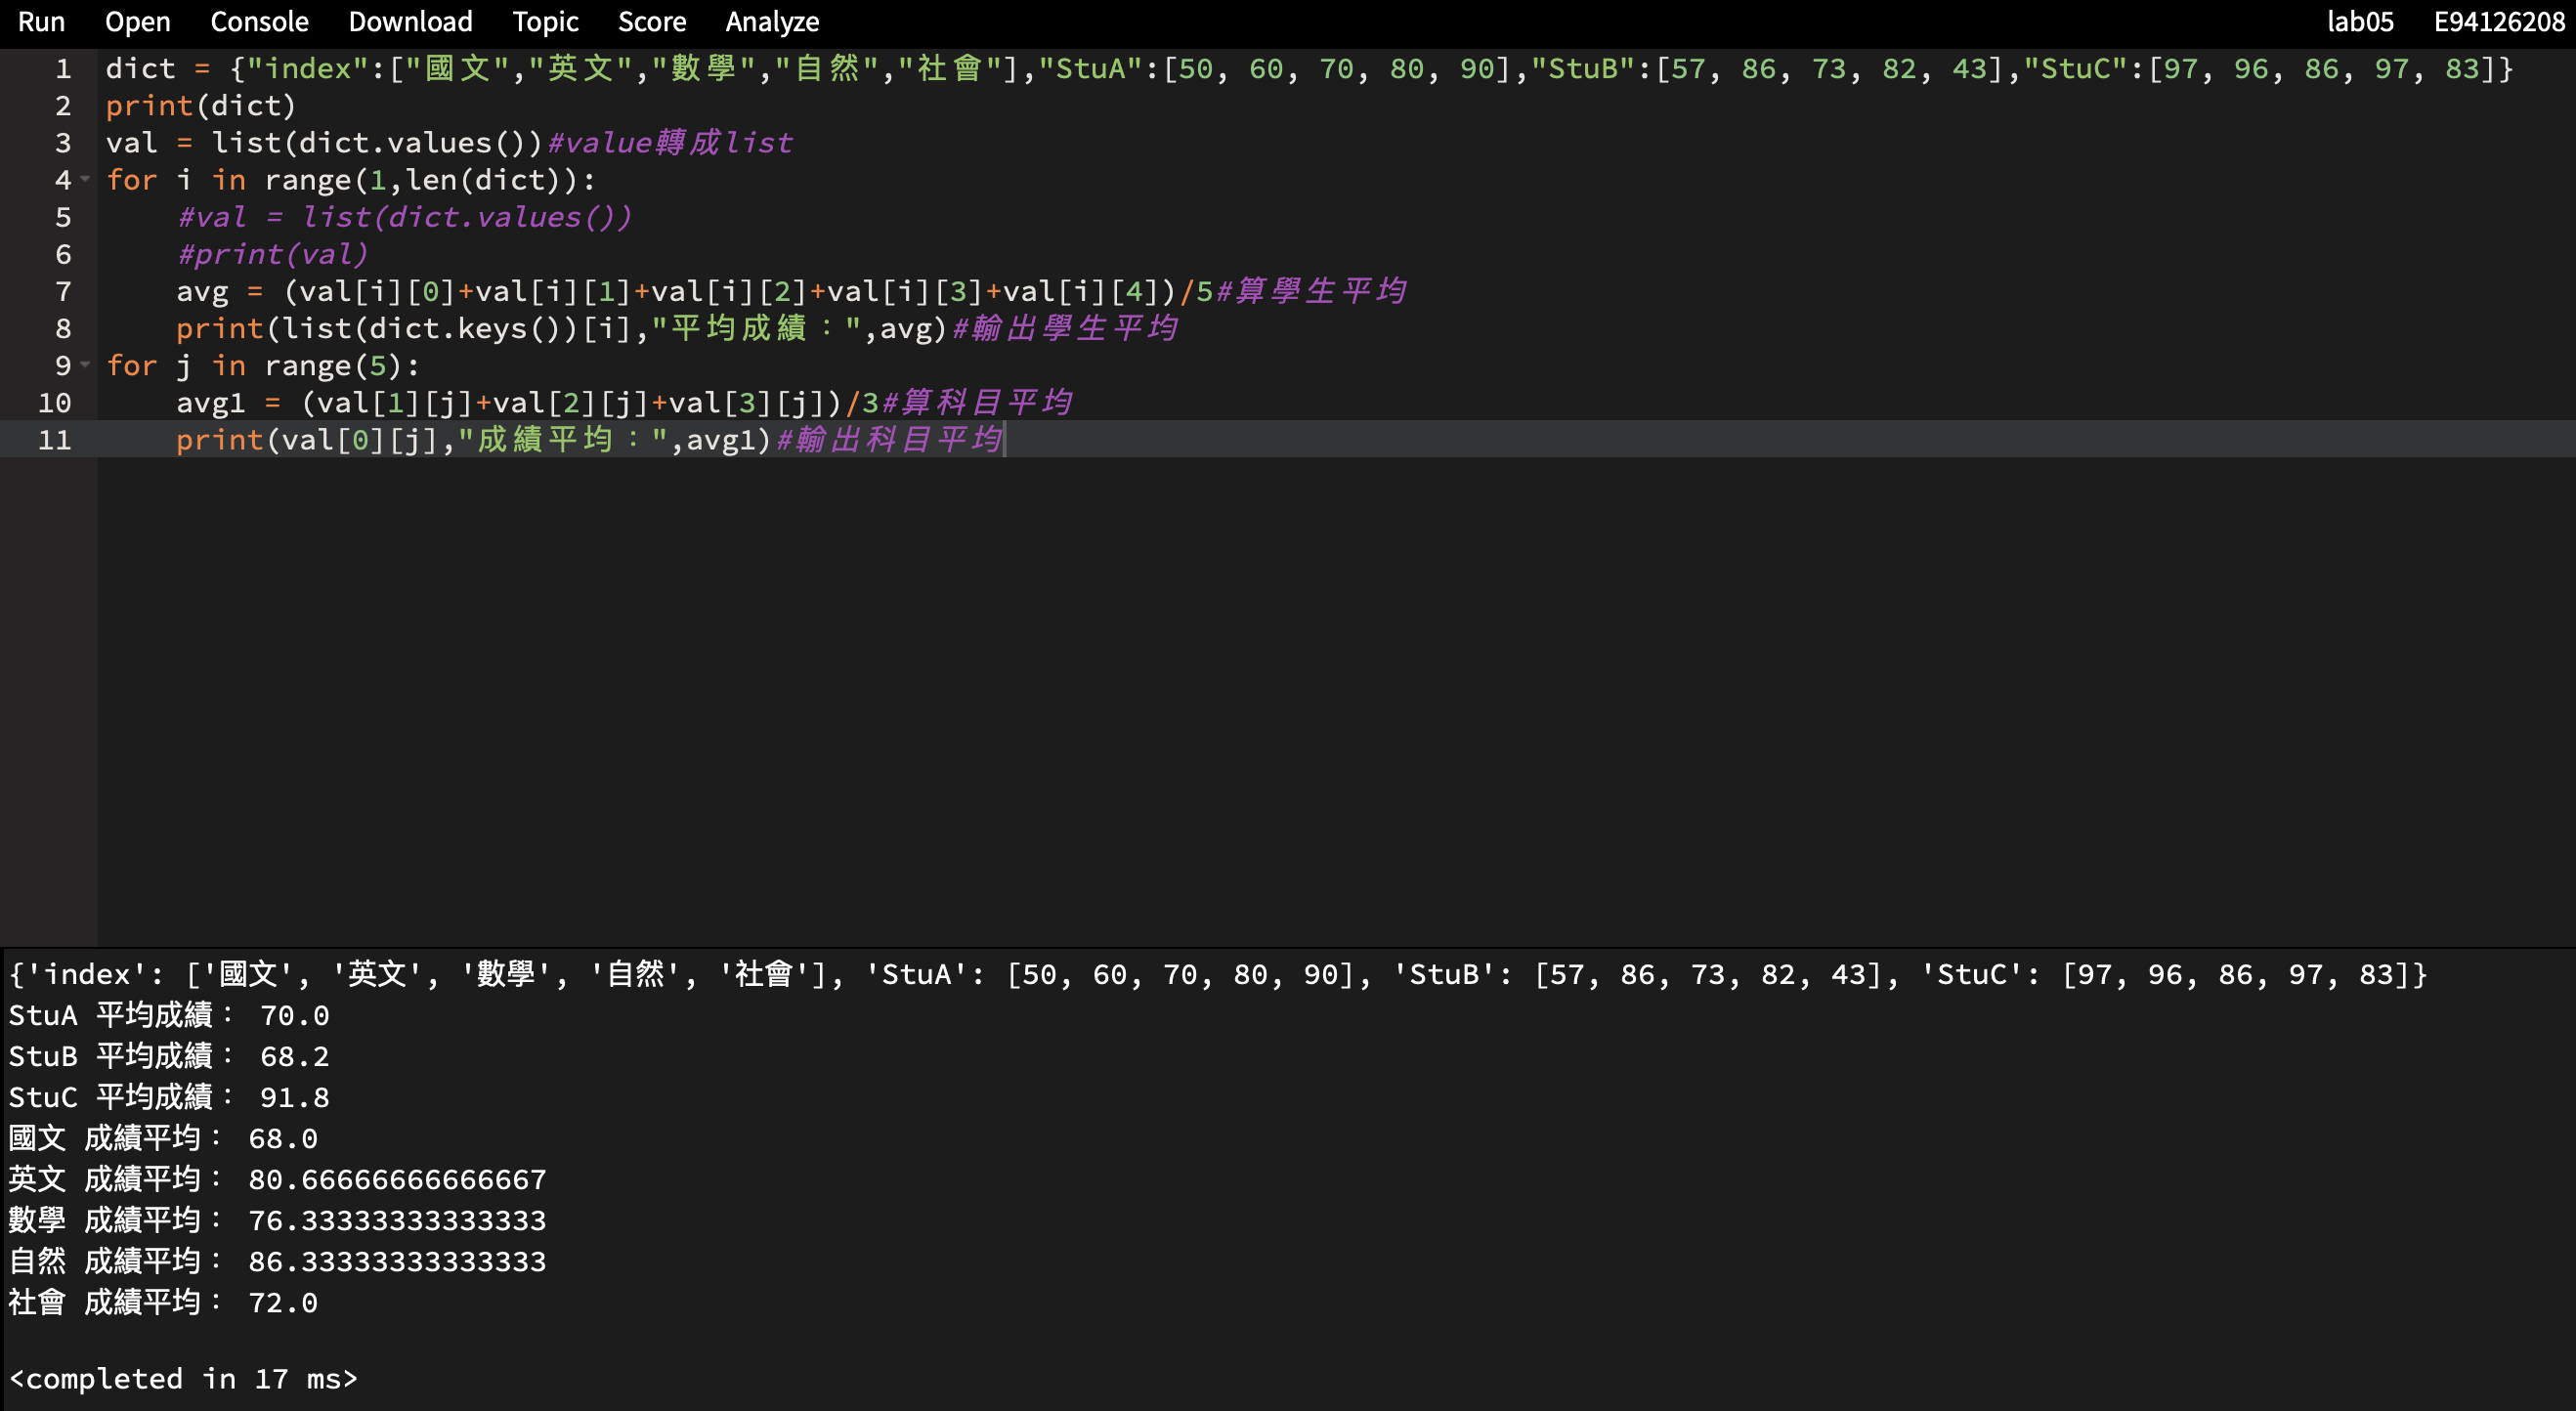 Run Open Console Download Topic Score Analyze lab05 E94126208
1 dict = {"index":["國文","英文","數學","自然","社會"],"StuA":[50, 60, 70, 80, 90],"StuB":[57, 86, 73, 82, 43],"StuC":[97, 96, 86, 97, 83]}
2 print(dict)
3 val = list(dict.values())#value轉成list
4 for i in range(1,len(dict)):
5     #val = list(dict.values())
6     #print(val)
7     avg = (val[i][0]+val[i][1]+val[i][2]+val[i][3]+val[i][4])/5#算學生平均
8     print(list(dict.keys())[i],"平均成績：",avg)#輸出學生平均
9 for j in range(5):
10     avg1 = (val[1][j]+val[2][j]+val[3][j])/3#算科目平均
11     print(val[0][j],"成績平均：",avg1)#輸出科目平均
{'index': ['國文', '英文', '數學', '自然', '社會'], 'StuA': [50, 60, 70, 80, 90], 'StuB': [57, 86, 73, 82, 43], 'StuC': [97, 96, 86, 97, 83]}
StuA 平均成績： 70.0
StuB 平均成績： 68.2
StuC 平均成績： 91.8
國文 成績平均： 68.0
英文 成績平均： 80.66666666666667
數學 成績平均： 76.33333333333333
自然 成績平均： 86.33333333333333
社會 成績平均： 72.0
<completed in 17 ms>